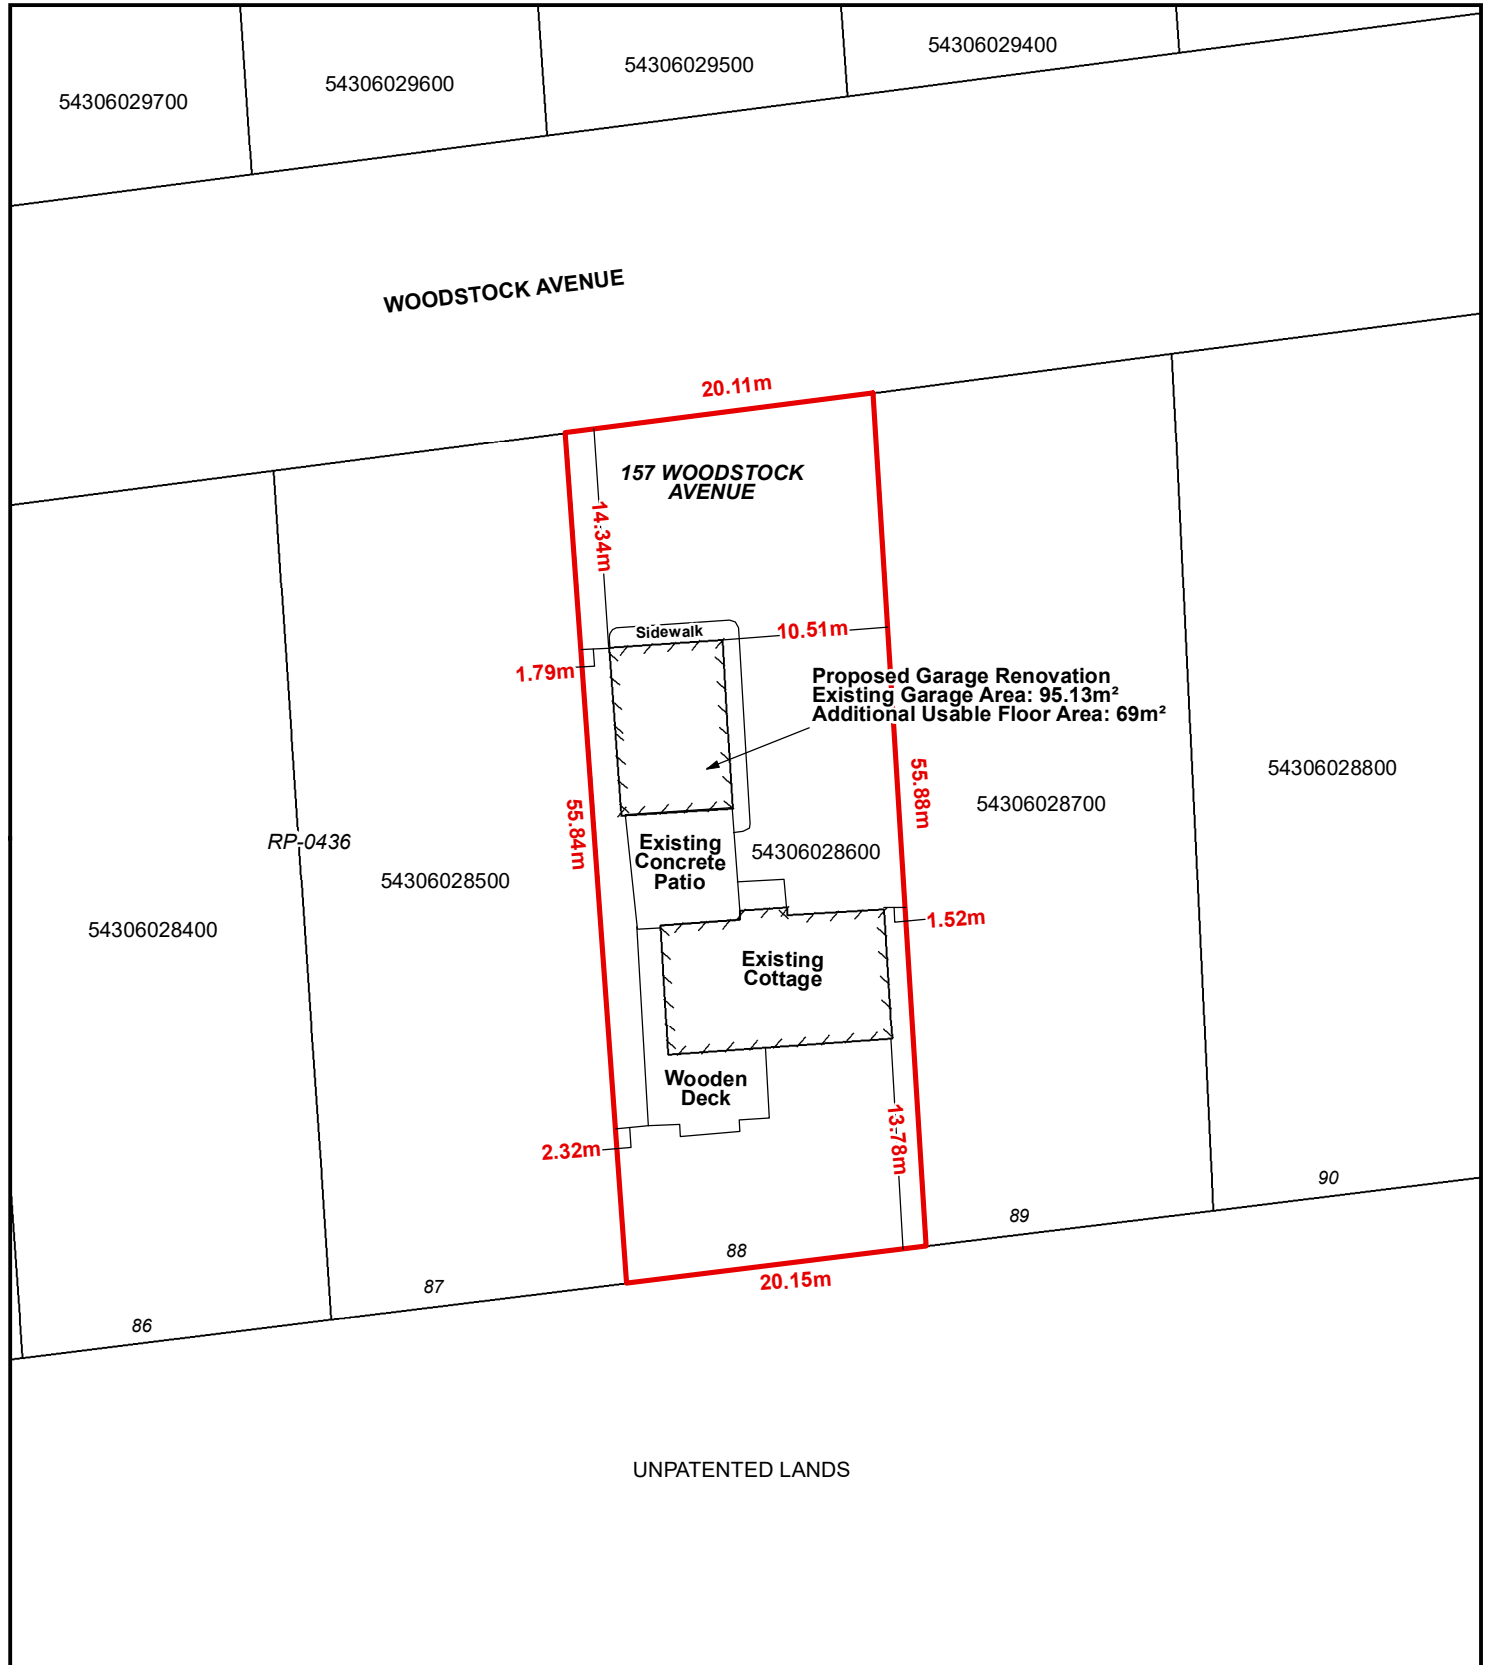 54306029700
54306029600
54306029500
54306029400
WOODSTOCK AVENUE
20.11m
157 WOODSTOCK
AVENUE
14.34m
Sidewalk
10.51m
1.79m
Proposed Garage Renovation
Existing Garage Area: 95.13m²
Additional Usable Floor Area: 69m²
55.88m
54306028800
54306028700
55.84m
RP-0436
Existing
Concrete
Patio
54306028600
54306028500
54306028400
1.52m
Existing
Cottage
Wooden
Deck
13.78m
2.32m
90
89
88
20.15m
87
86
UNPATENTED LANDS